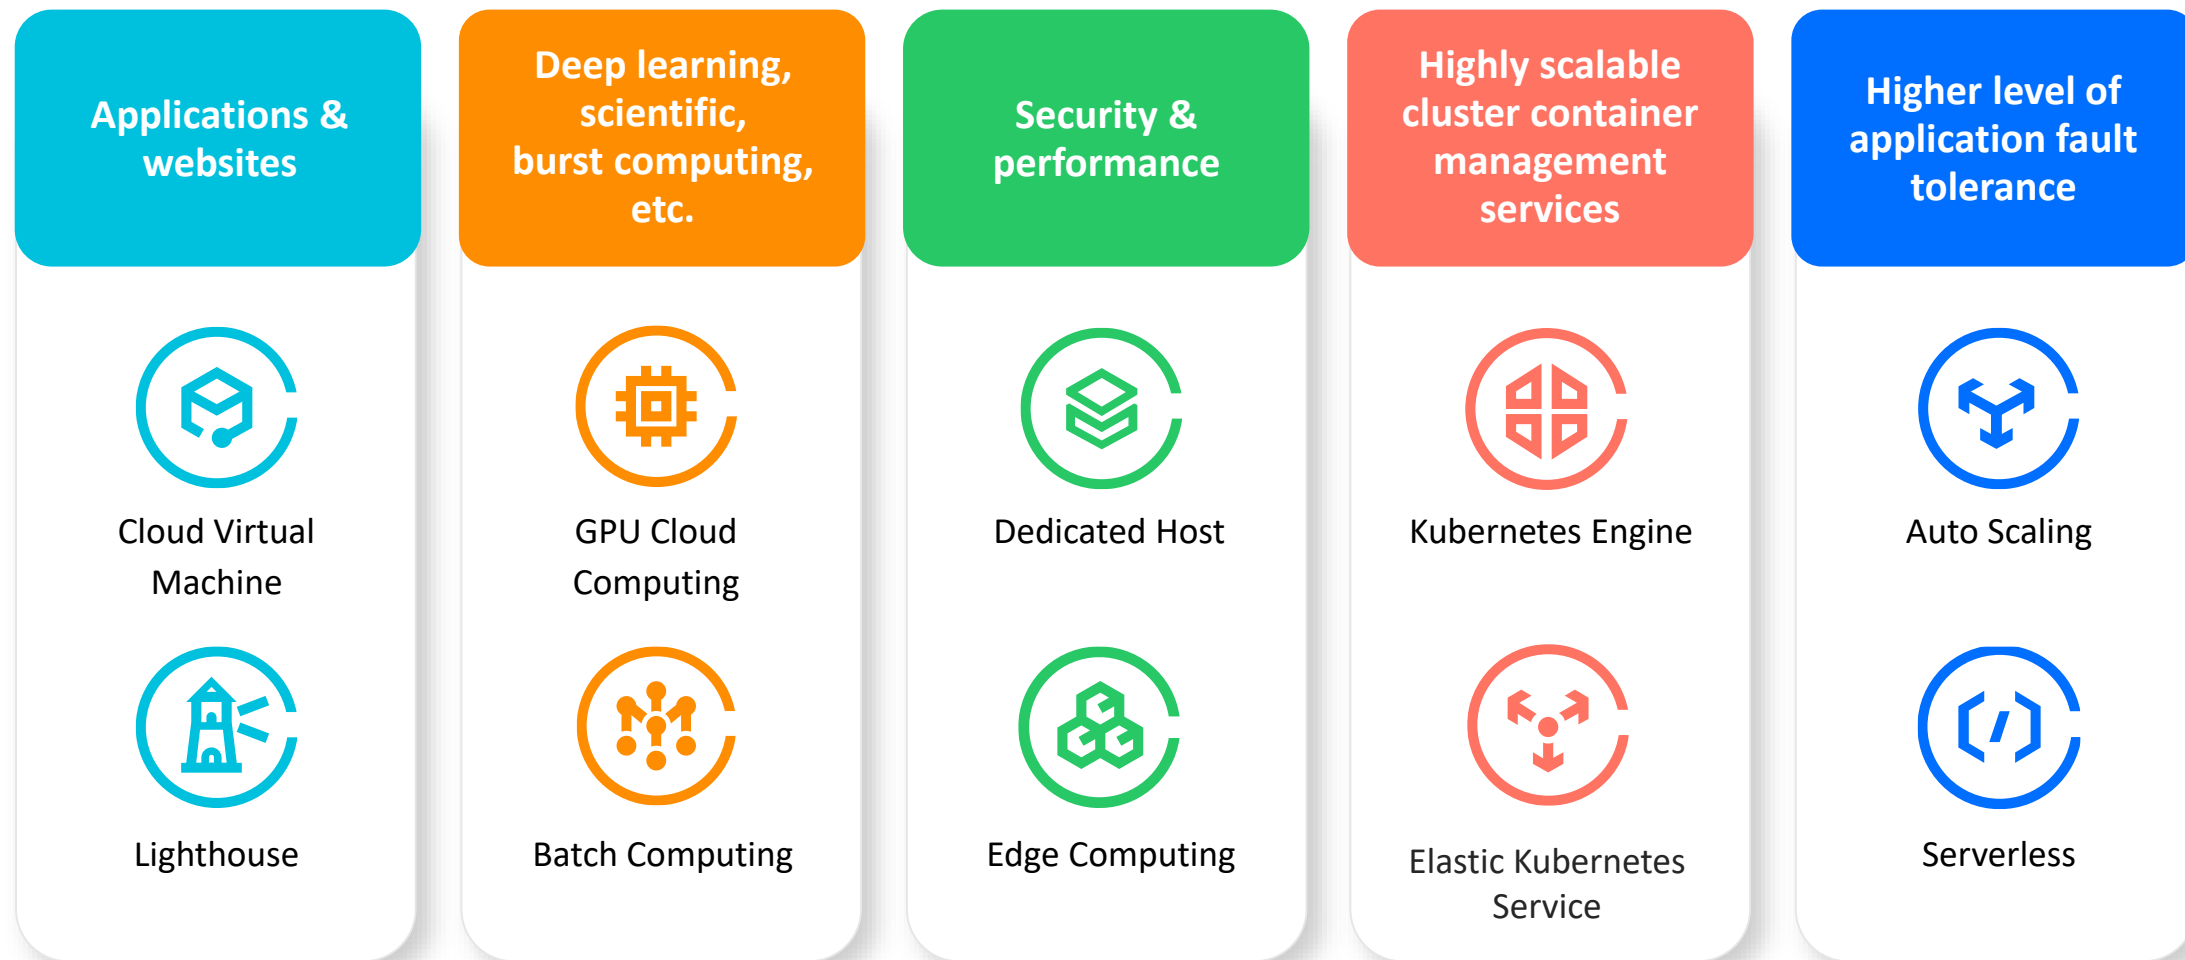 Applications &
websites
Deep learning,
scientific,
burst computing,
etc.
Security &
performance
Highly scalable
cluster container
management
services
Higher level of
application fault
tolerance
Cloud Virtual
Machine
GPU Cloud
Computing
Dedicated Host
Kubernetes Engine
Auto Scaling
Lighthouse
Batch Computing
Edge Computing
Elastic Kubernetes
Service
Serverless